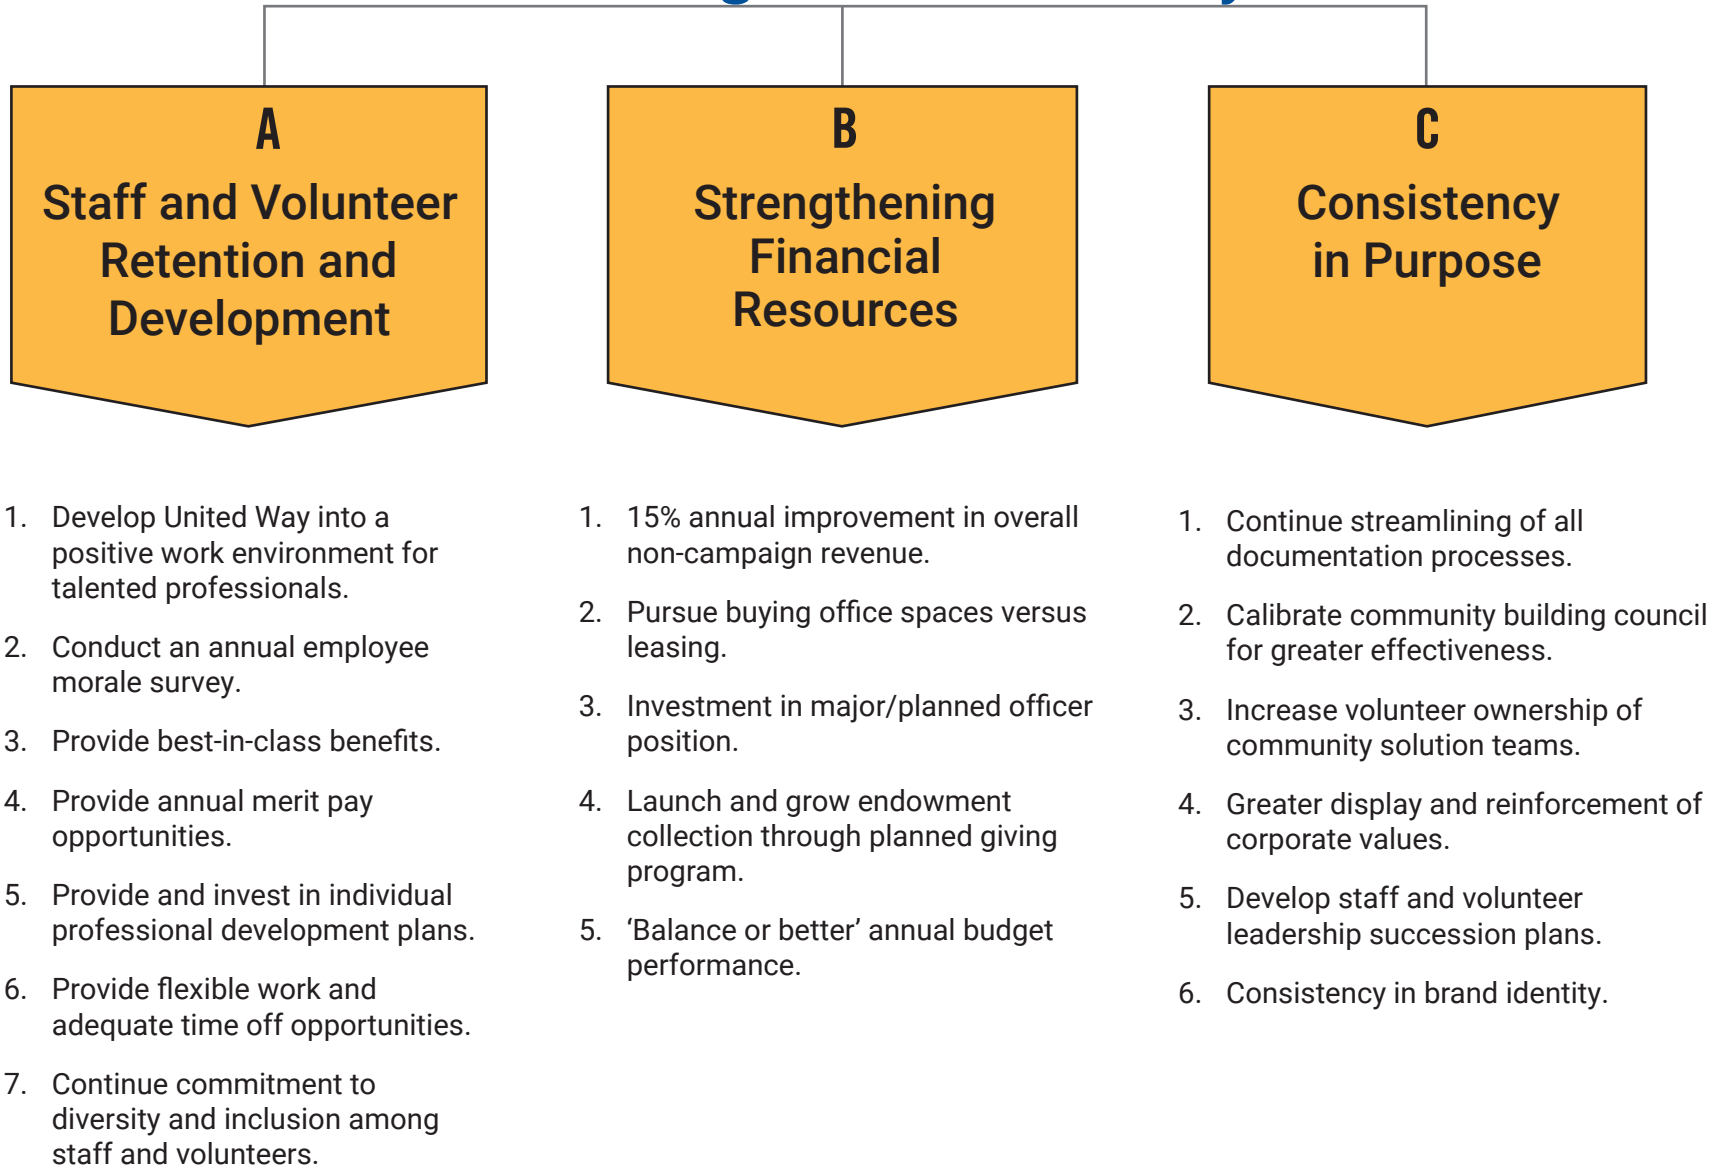 A
Staff and Volunteer
Retention and
Development
1. Develop United Way into a
positive work environment for
talented professionals.
2. Conduct an annual employee
morale survey.
3. Provide best-in-class benefits.
4. Provide annual merit pay
opportunities.
5. Provide and invest in individual
professional development plans.
6. Provide flexible work and
adequate time off opportunities.
7. Continue commitment to
diversity and inclusion among
staff and volunteers.
B
Strengthening
Financial
Resources
1. 15% annual improvement in overall
non-campaign revenue.
2. Pursue buying office spaces versus
leasing.
3. Investment in major/planned officer
position.
4. Launch and grow endowment
collection through planned giving
program.
5. ‘Balance or better’ annual budget
performance.
C
Consistency
in Purpose
1. Continue streamlining of all
documentation processes.
2. Calibrate community building council
for greater effectiveness.
3. Increase volunteer ownership of
community solution teams.
4. Greater display and reinforcement of
corporate values.
5. Develop staff and volunteer
leadership succession plans.
6. Consistency in brand identity.